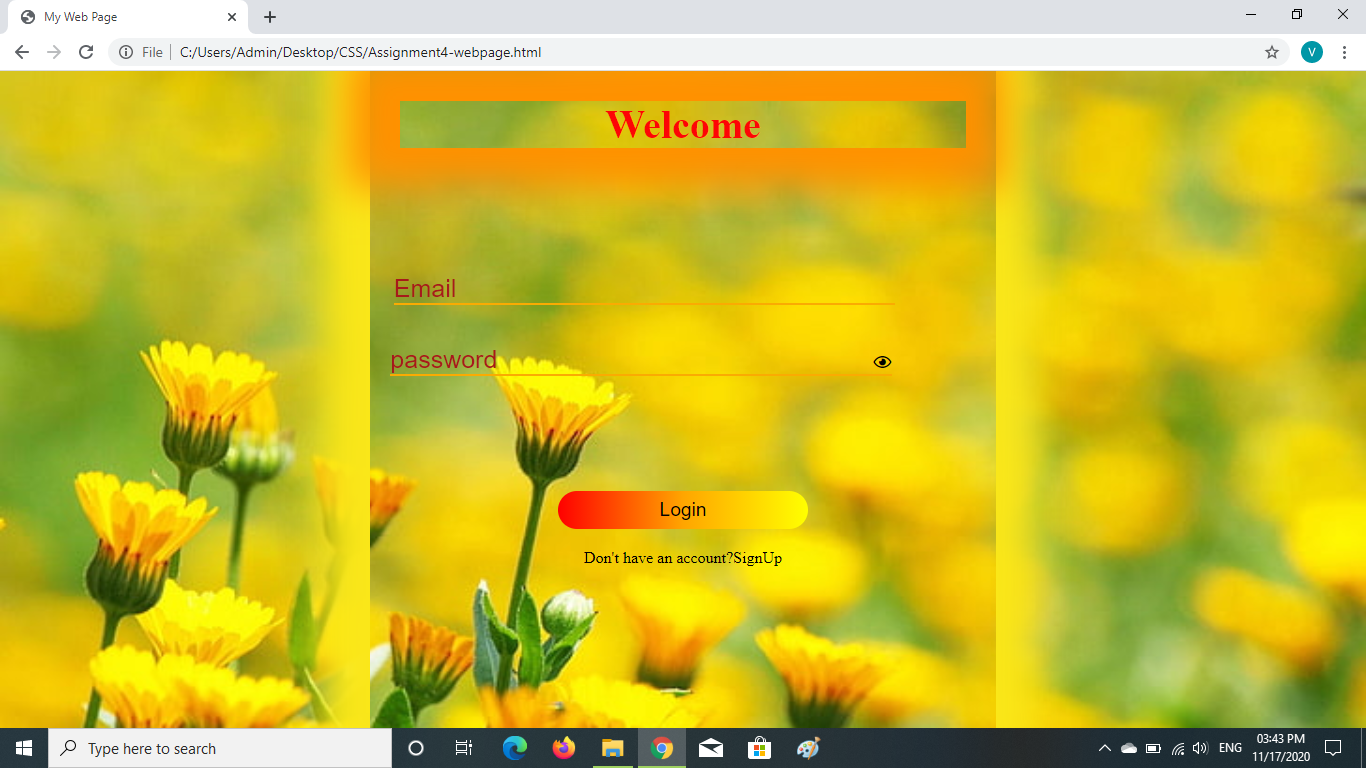 My Web Page
File
C:/Users/Admin/Desktop/CSS/Assignment4-webpage.html
V
Welcome
Email
password
Login
Don't have an account?SignUp
Type here to search
ENG
03:43 PM
11/17/2020